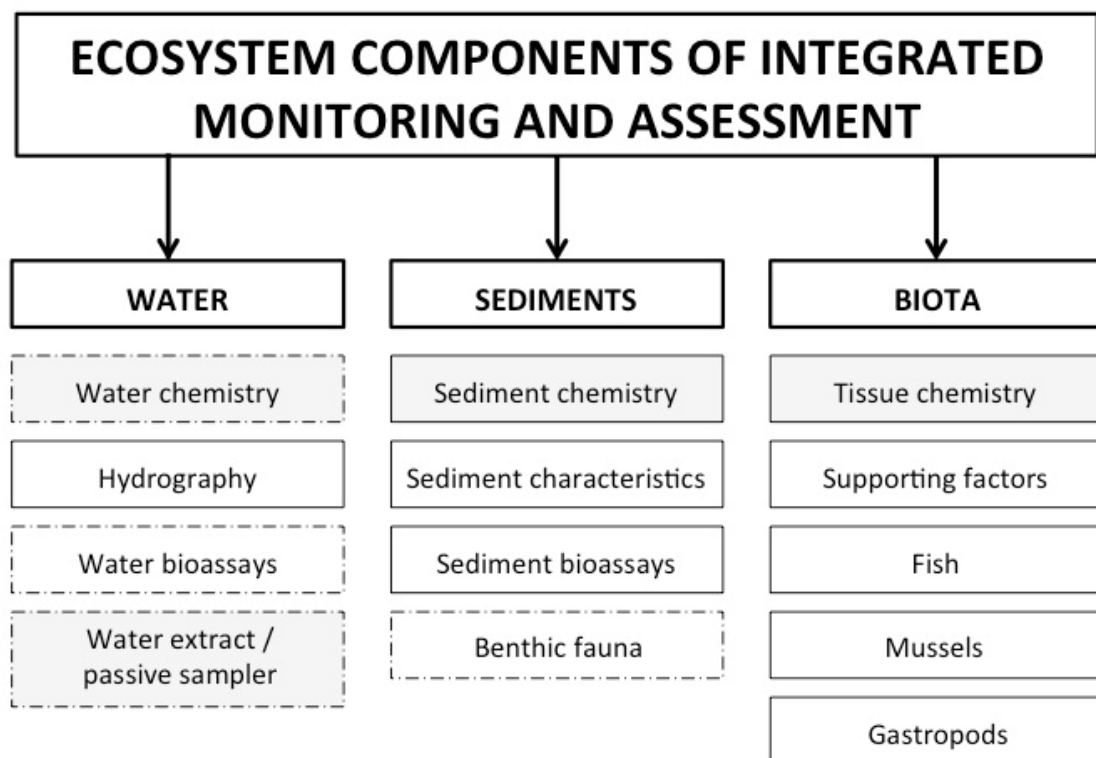 ECOSYSTEM COMPONENTS OF INTEGRATED
MONITORING AND ASSESSMENT
WATER
Water chemistry
Hydrography
Water bioassays
Water extract /
passive sampler
SEDIMENTS
Sediment chemistry
Sediment characteristics
Sediment bioassays
Benthic fauna
BIOTA
Tissue chemistry
Supporting factors
Fish
Mussels
Gastropods